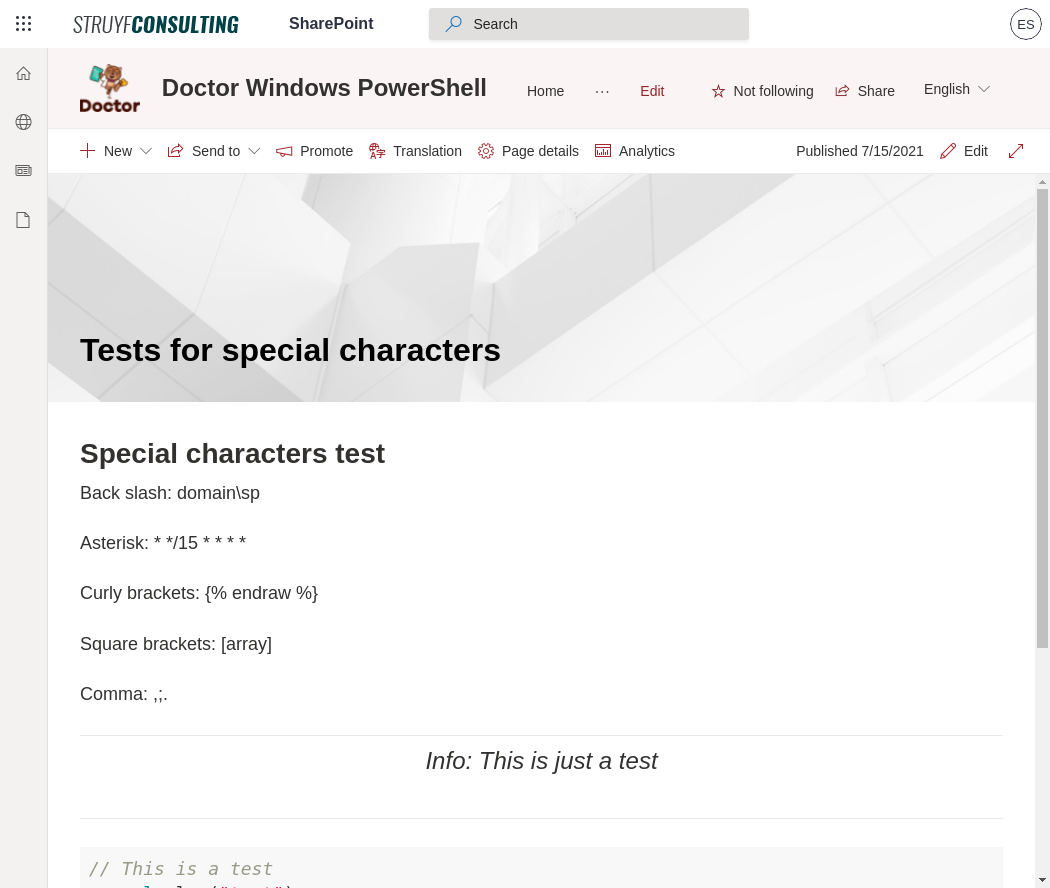 STRUYFCONSULTING SharePoint Search ES
Doctor
Doctor Windows PowerShell Home ... Edit Not following Share English
New Send to Promote Translation Page details Analytics Published 7/15/2021 Edit
Tests for special characters
Special characters test
Back slash: domain\sp
Asterisk: * */15 * * * *
Curly brackets: {% endraw %}
Square brackets: [array]
Comma: ,;.
Info: This is just a test
// This is a test